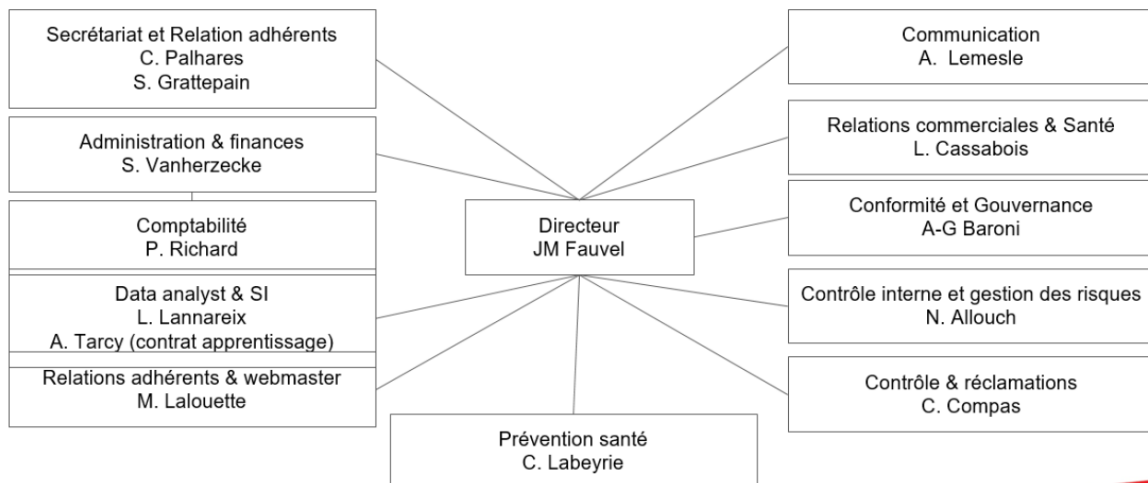 Secrétariat et Relation adhérents
C. Palhares
S. Grattepain
Administration & finances
S. Vanherzecke
Comptabilité
P. Richard
Data analyst & SI
L. Lannareix
A. Tarcy (contrat apprentissage)
Relations adhérents & webmaster
M. Lalouette
Directeur
JM Fauvel
Prévention santé
C. Labeyrie
Communication
A. Lemesle
Relations commerciales & Santé
L. Cassabois
Conformité et Gouvernance
A-G Baroni
Contrôle interne et gestion des risques
N. Allouch
Contrôle & réclamations
C. Compas